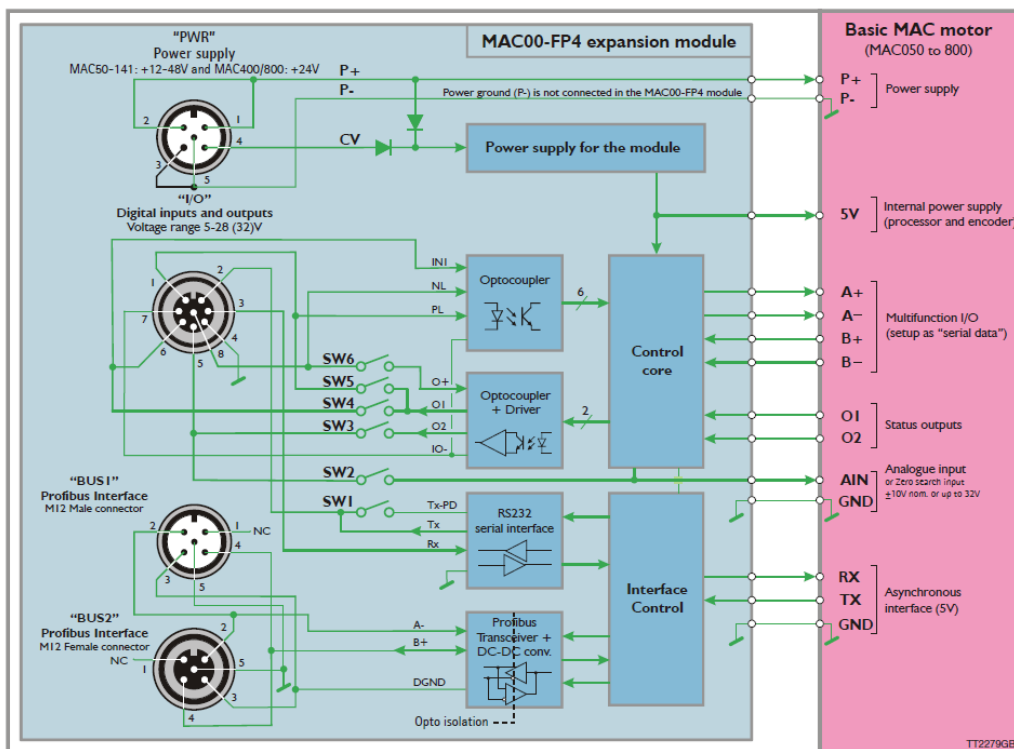 "PWR"
Power supply
MAC50-141: +12-48V and MAC400/800: +24V
MAC00-FP4 expansion module
Basic MAC motor
(MAC050 to 800)
P+
P-
Power ground (P-) is not connected in the MAC00-FP4 module
P+
P-
Power supply
2
1
3
4
5
CV
Power supply for the module
"I/O"
Digital inputs and outputs
Voltage range 5-28 (32)V
5V
Internal power supply
(processor and encoder)
1
2
3
4
5
6
7
8
IN1
NL
PL
Optocoupler
6
Control
core
A+
A−
B+
B−
Multifunction I/O
(setup as "serial data")
SW6
SW5
SW4
SW3
O+
O1
O2
IO-
Optocoupler
+ Driver
2
O1
O2
Status outputs
SW2
AIN
GND
Analogue input
or Zero search input
±10V nom. or up to 32V
"BUS1"
Profibus Interface
M12 Male connector
SW1
Tx-PD
Tx
Rx
RS232
serial interface
2
1
NC
4
3
5
Interface
Control
RX
TX
GND
Asynchronous
interface (5V)
"BUS2"
Profibus Interface
M12 Female connector
NC
1
2
5
3
4
A-
B+
DGND
Profibus
Transceiver +
DC-DC conv.
Opto isolation
TT2279GB